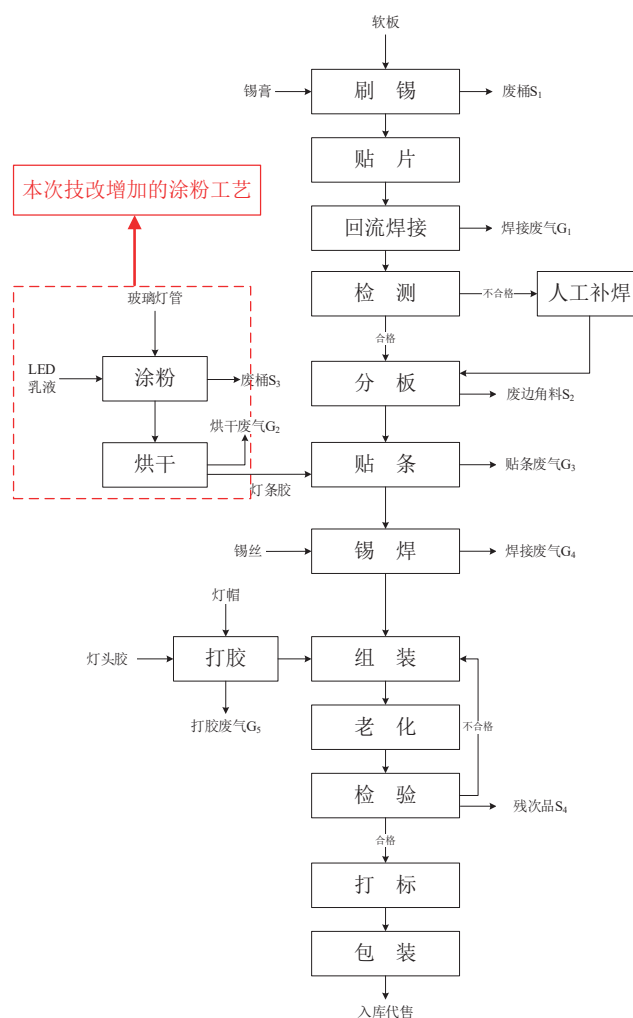 软板
锡膏
刷 锡
废桶S₁
贴 片
本次技改增加的涂粉工艺
回流焊接
焊接废气G₁
检 测
不合格
人工补焊
玻璃灯管
合格
LED
乳液
涂粉
废桶S₃
分 板
废边角料S₂
烘干废气G₂
烘干
灯条胶
贴 条
贴条废气G₃
锡丝
锡 焊
焊接废气G₄
灯帽
灯头胶
打胶
组 装
打胶废气G₅
老 化
不合格
检 验
残次品S₄
合格
打 标
包 装
入库代售